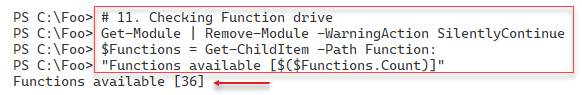 PS C:\Foo> # 11. Checking Function drive
PS C:\Foo> Get-Module | Remove-Module -WarningAction SilentlyContinue
PS C:\Foo> $Functions = Get-ChildItem -Path Function:
PS C:\Foo> "Functions available [$($Functions.Count)]"
Functions available [36]